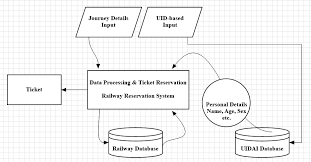 Journey Details
Input
UID-based
Input
Ticket
Data Processing & Ticket Reservation
Railway Reservation System
Personal Details
Name, Age, Sex
etc.
Railway Database
UIDAI Database